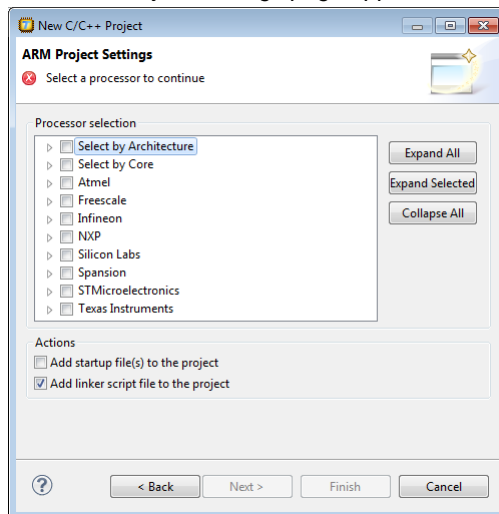 New C/C++ Project
ARM Project Settings
Select a processor to continue
Processor selection
Select by Architecture
Select by Core
Atmel
Freescale
Infineon
NXP
Silicon Labs
Spansion
STMicroelectronics
Texas Instruments
Expand All
Expand Selected
Collapse All
Actions
Add startup file(s) to the project
Add linker script file to the project
? < Back Next > Finish Cancel